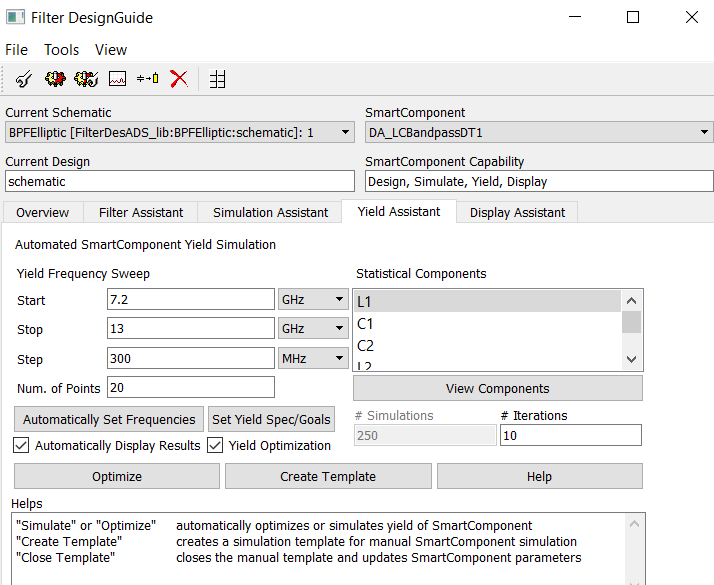 Filter DesignGuide
File Tools View
Current Schematic SmartComponent
BPFElliptic [FilterDesADS_lib:BPFElliptic:schematic]: 1 DA_LCBandpassDT1
Current Design SmartComponent Capability
schematic Design, Simulate, Yield, Display
Overview Filter Assistant Simulation Assistant Yield Assistant Display Assistant
Automated SmartComponent Yield Simulation
Yield Frequency Sweep Statistical Components
Start 7.2 GHz L1
Stop 13 GHz C1
C2
Step 300 MHz L2
Num. of Points 20 View Components
Automatically Set Frequencies Set Yield Spec/Goals # Simulations # Iterations
250 10
Automatically Display Results Yield Optimization
Optimize Create Template Help
Helps
"Simulate" or "Optimize" automatically optimizes or simulates yield of SmartComponent
"Create Template" creates a simulation template for manual SmartComponent simulation
"Close Template" closes the manual template and updates SmartComponent parameters